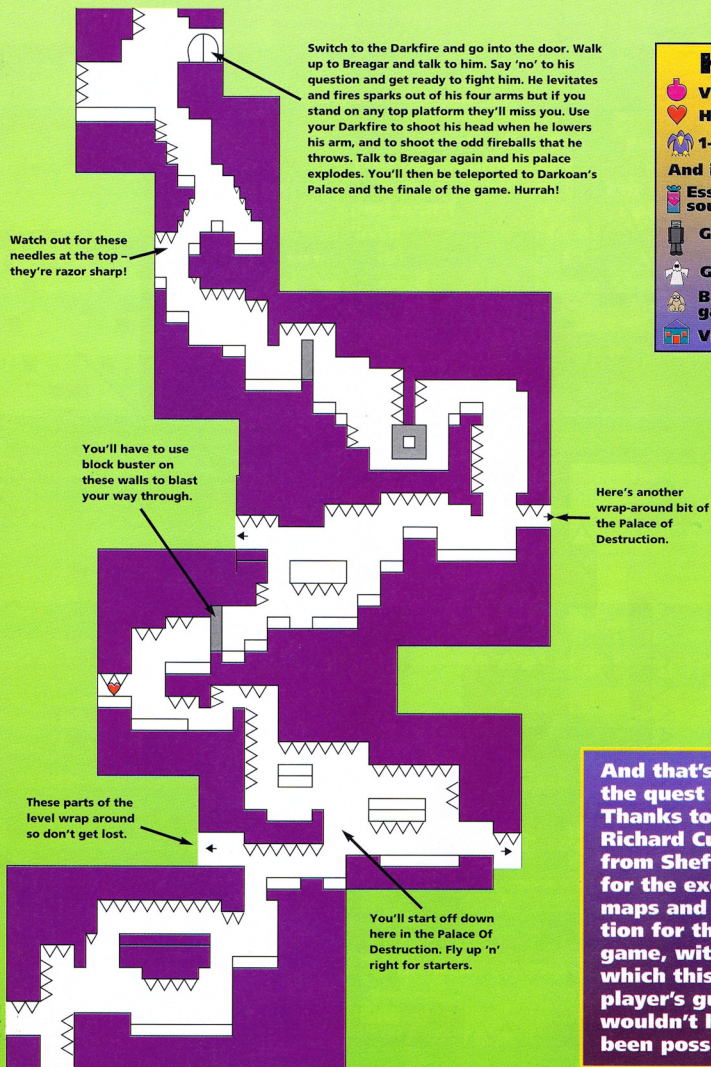 Switch to the Darkfire and go into the door. Walk
up to Breagar and talk to him. Say 'no' to his
question and get ready to fight him. He levitates
and fires sparks out of his four arms but if you
stand on any top platform they'll miss you. Use
your Darkfire to shoot his head when he lowers
his arm, and to shoot the odd fireballs that he
throws. Talk to Breagar again and his palace
explodes. You'll then be teleported to Darkoan's
Palace and the finale of the game. Hurrah!
V
H
1-
And i
Ess
sou
G
G
B
ga
V
Watch out for these
needles at the top –
they're razor sharp!
You'll have to use
block buster on
these walls to blast
your way through.
Here's another
wrap-around bit of
the Palace of
Destruction.
These parts of the
level wrap around
so don't get lost.
You'll start off down
here in the Palace Of
Destruction. Fly up 'n'
right for starters.
And that's
the quest
Thanks to
Richard Cu
from Shef
for the exc
maps and
tion for th
game, wit
which this
player's gu
wouldn't h
been poss